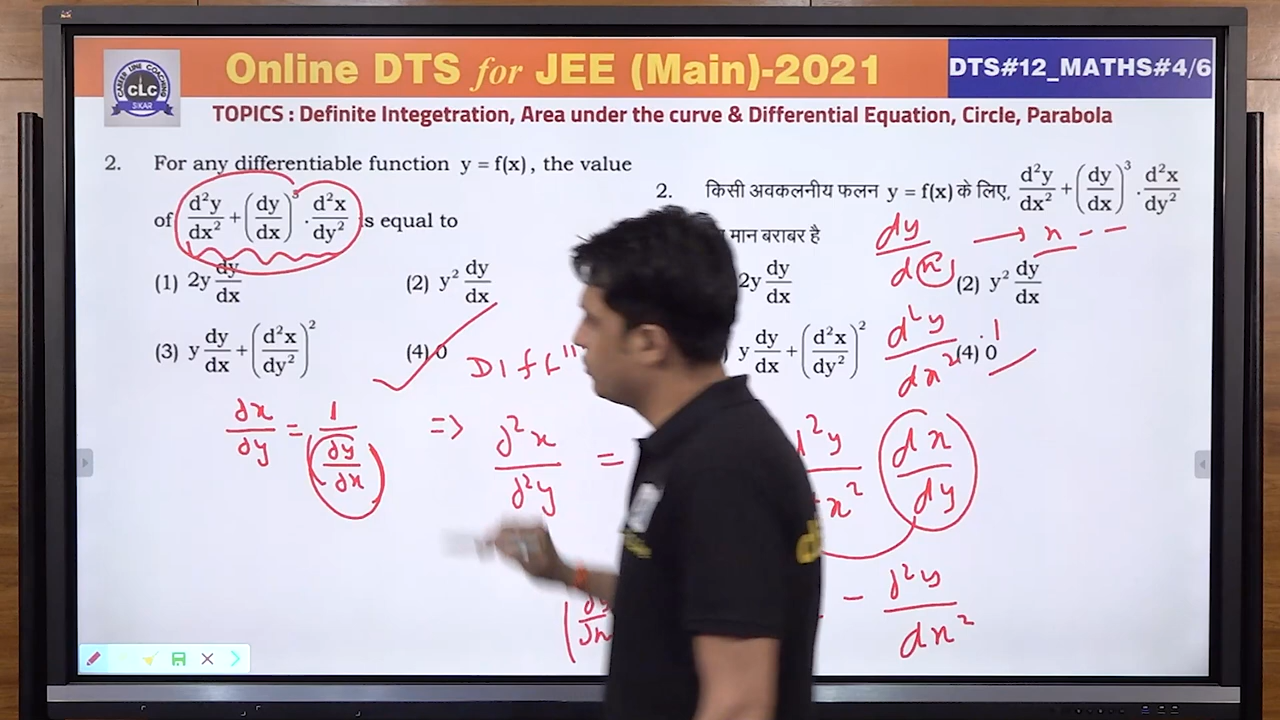 CAREER LINE COACHING
CLC
SIKAR
Online DTS for JEE (Main)-2021
DTS#12_MATHS#4/6
TOPICS : Definite Integetration, Area under the curve & Differential Equation, Circle, Parabola
2. For any differentiable function y = f(x), the value
of d²y/dx² + (dy/dx)³ . d²x/dy² is equal to
(1) 2y dy/dx (2) y² dy/dx
(3) y dy/dx + (d²x/dy²)² (4) 0
2. किसी अवकलनीय फलन y = f(x) के लिए, d²y/dx² + (dy/dx)³ . d²x/dy²
मान बराबर है
2y dy/dx (2) y² dy/dx
y dy/dx + (d²x/dy²)² (4) 0
dy/dx → x - -
d²y/dx²
Diff"
dx/dy = 1/(dy/dx) ⇒ d²x/d²y =
d²y/dx² dx/dy
- d²y/dx²